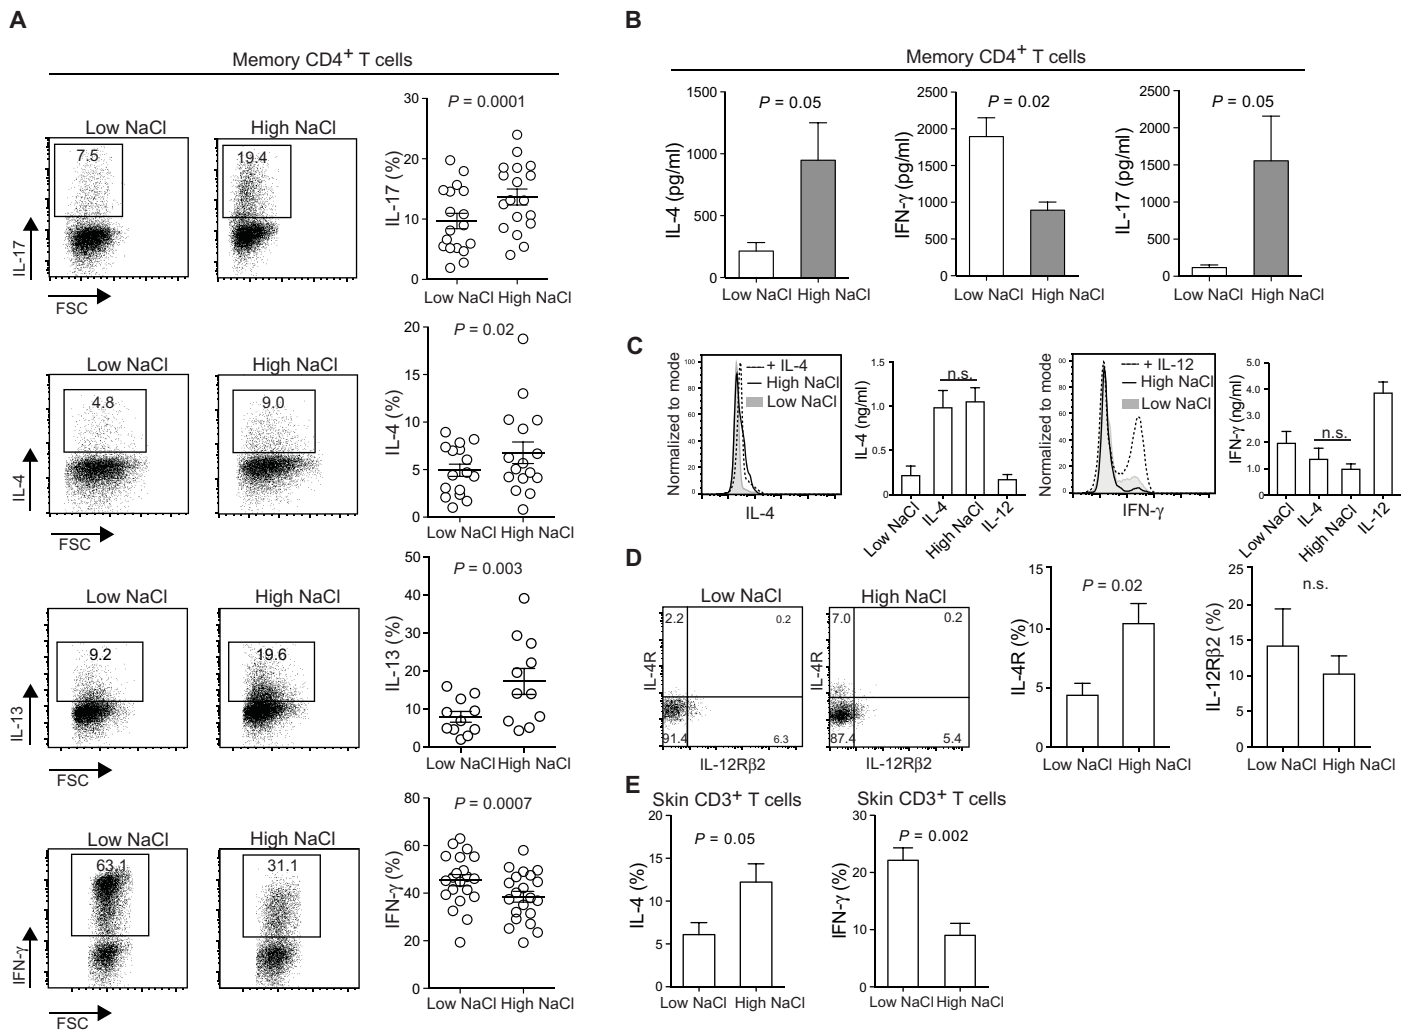 A
Memory CD4+ T cells
Low NaCl
High NaCl
7.5
19.4
IL-17
FSC
P = 0.0001
IL-17 (%)
30
20
10
0
Low NaCl High NaCl
Low NaCl
High NaCl
4.8
9.0
IL-4
FSC
P = 0.02
IL-4 (%)
20
15
10
5
0
Low NaCl High NaCl
Low NaCl
High NaCl
9.2
19.6
IL-13
FSC
P = 0.003
IL-13 (%)
50
40
30
20
10
0
Low NaCl High NaCl
Low NaCl
High NaCl
63.1
31.1
IFN-γ
FSC
P = 0.0007
IFN-γ (%)
80
60
40
20
0
Low NaCl High NaCl
B
Memory CD4+ T cells
P = 0.05
IL-4 (pg/ml)
1500
1000
500
0
Low NaCl High NaCl
P = 0.02
IFN-γ (pg/ml)
2500
2000
1500
1000
500
0
Low NaCl High NaCl
P = 0.05
IL-17 (pg/ml)
2500
2000
1500
1000
500
0
Low NaCl High NaCl
C
Normalized to mode
100
80
60
40
20
0
+ IL-4
High NaCl
Low NaCl
IL-4
IL-4 (ng/ml)
1.5
1.0
0.5
0
n.s.
Low NaCl
IL-4
High NaCl
IL-12
Normalized to mode
100
80
60
40
20
0
+ IL-12
High NaCl
Low NaCl
IFN-γ
IFN-γ (ng/ml)
5.0
4.0
3.0
2.0
1.0
0
n.s.
Low NaCl
IL-4
High NaCl
IL-12
D
Low NaCl
2.2
0.2
91.4
6.3
IL-4R
IL-12Rβ2
High NaCl
7.0
0.2
87.4
5.4
IL-4R
IL-12Rβ2
P = 0.02
IL-4R (%)
15
10
5
0
Low NaCl High NaCl
n.s.
IL-12Rβ2 (%)
25
20
15
10
5
0
Low NaCl High NaCl
E
Skin CD3+ T cells
P = 0.05
IL-4 (%)
20
15
10
5
0
Low NaCl High NaCl
Skin CD3+ T cells
P = 0.002
IFN-γ (%)
30
20
10
0
Low NaCl High NaCl